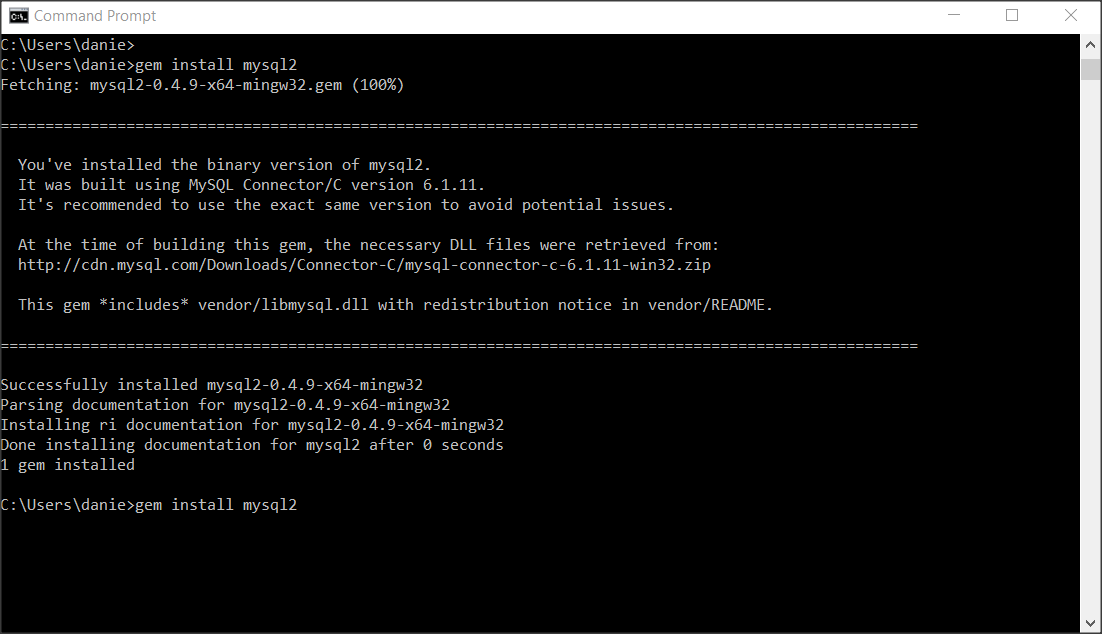 Command Prompt
C:\Users\danie>
C:\Users\danie>gem install mysql2
Fetching: mysql2-0.4.9-x64-mingw32.gem (100%)
======================================================================================================
You've installed the binary version of mysql2.
It was built using MySQL Connector/C version 6.1.11.
It's recommended to use the exact same version to avoid potential issues.
At the time of building this gem, the necessary DLL files were retrieved from:
http://cdn.mysql.com/Downloads/Connector-C/mysql-connector-c-6.1.11-win32.zip
This gem *includes* vendor/libmysql.dll with redistribution notice in vendor/README.
======================================================================================================
Successfully installed mysql2-0.4.9-x64-mingw32
Parsing documentation for mysql2-0.4.9-x64-mingw32
Installing ri documentation for mysql2-0.4.9-x64-mingw32
Done installing documentation for mysql2 after 0 seconds
1 gem installed
C:\Users\danie>gem install mysql2